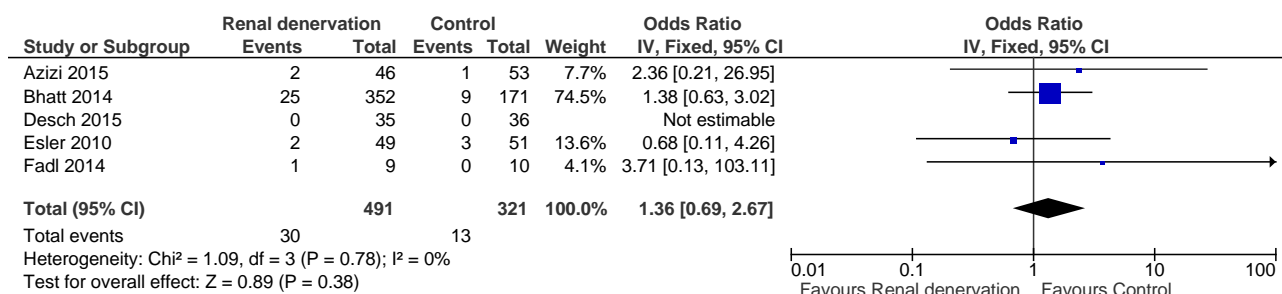 Renal denervation Control Odds Ratio Odds Ratio
Study or Subgroup Events Total Events Total Weight IV, Fixed, 95% CI IV, Fixed, 95% CI
Azizi 2015 2 46 1 53 7.7% 2.36 [0.21, 26.95]
Bhatt 2014 25 352 9 171 74.5% 1.38 [0.63, 3.02]
Desch 2015 0 35 0 36 Not estimable
Esler 2010 2 49 3 51 13.6% 0.68 [0.11, 4.26]
Fadl 2014 1 9 0 10 4.1% 3.71 [0.13, 103.11]
Total (95% CI) 491 321 100.0% 1.36 [0.69, 2.67]
Total events 30 13
Heterogeneity: Chi² = 1.09, df = 3 (P = 0.78); I² = 0%
Test for overall effect: Z = 0.89 (P = 0.38)
0.01 0.1 1 10 100
Favours Renal denervation Favours Control